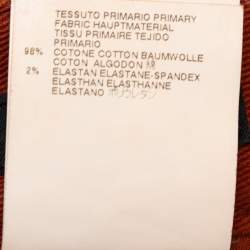 TESSUTO PRIMARIO PRIMARY
FABRIC HAUPTMATERIAL
TISSU PRIMAIRE TEJIDO
PRIMARIO
98% COTONE COTTON BAUMWOLLE
COTON ALGODON 綿
2% ELASTAN ELASTANE-SPANDEX
ELASTHAN ELASTHANNE
ELASTANO ポリウレタン